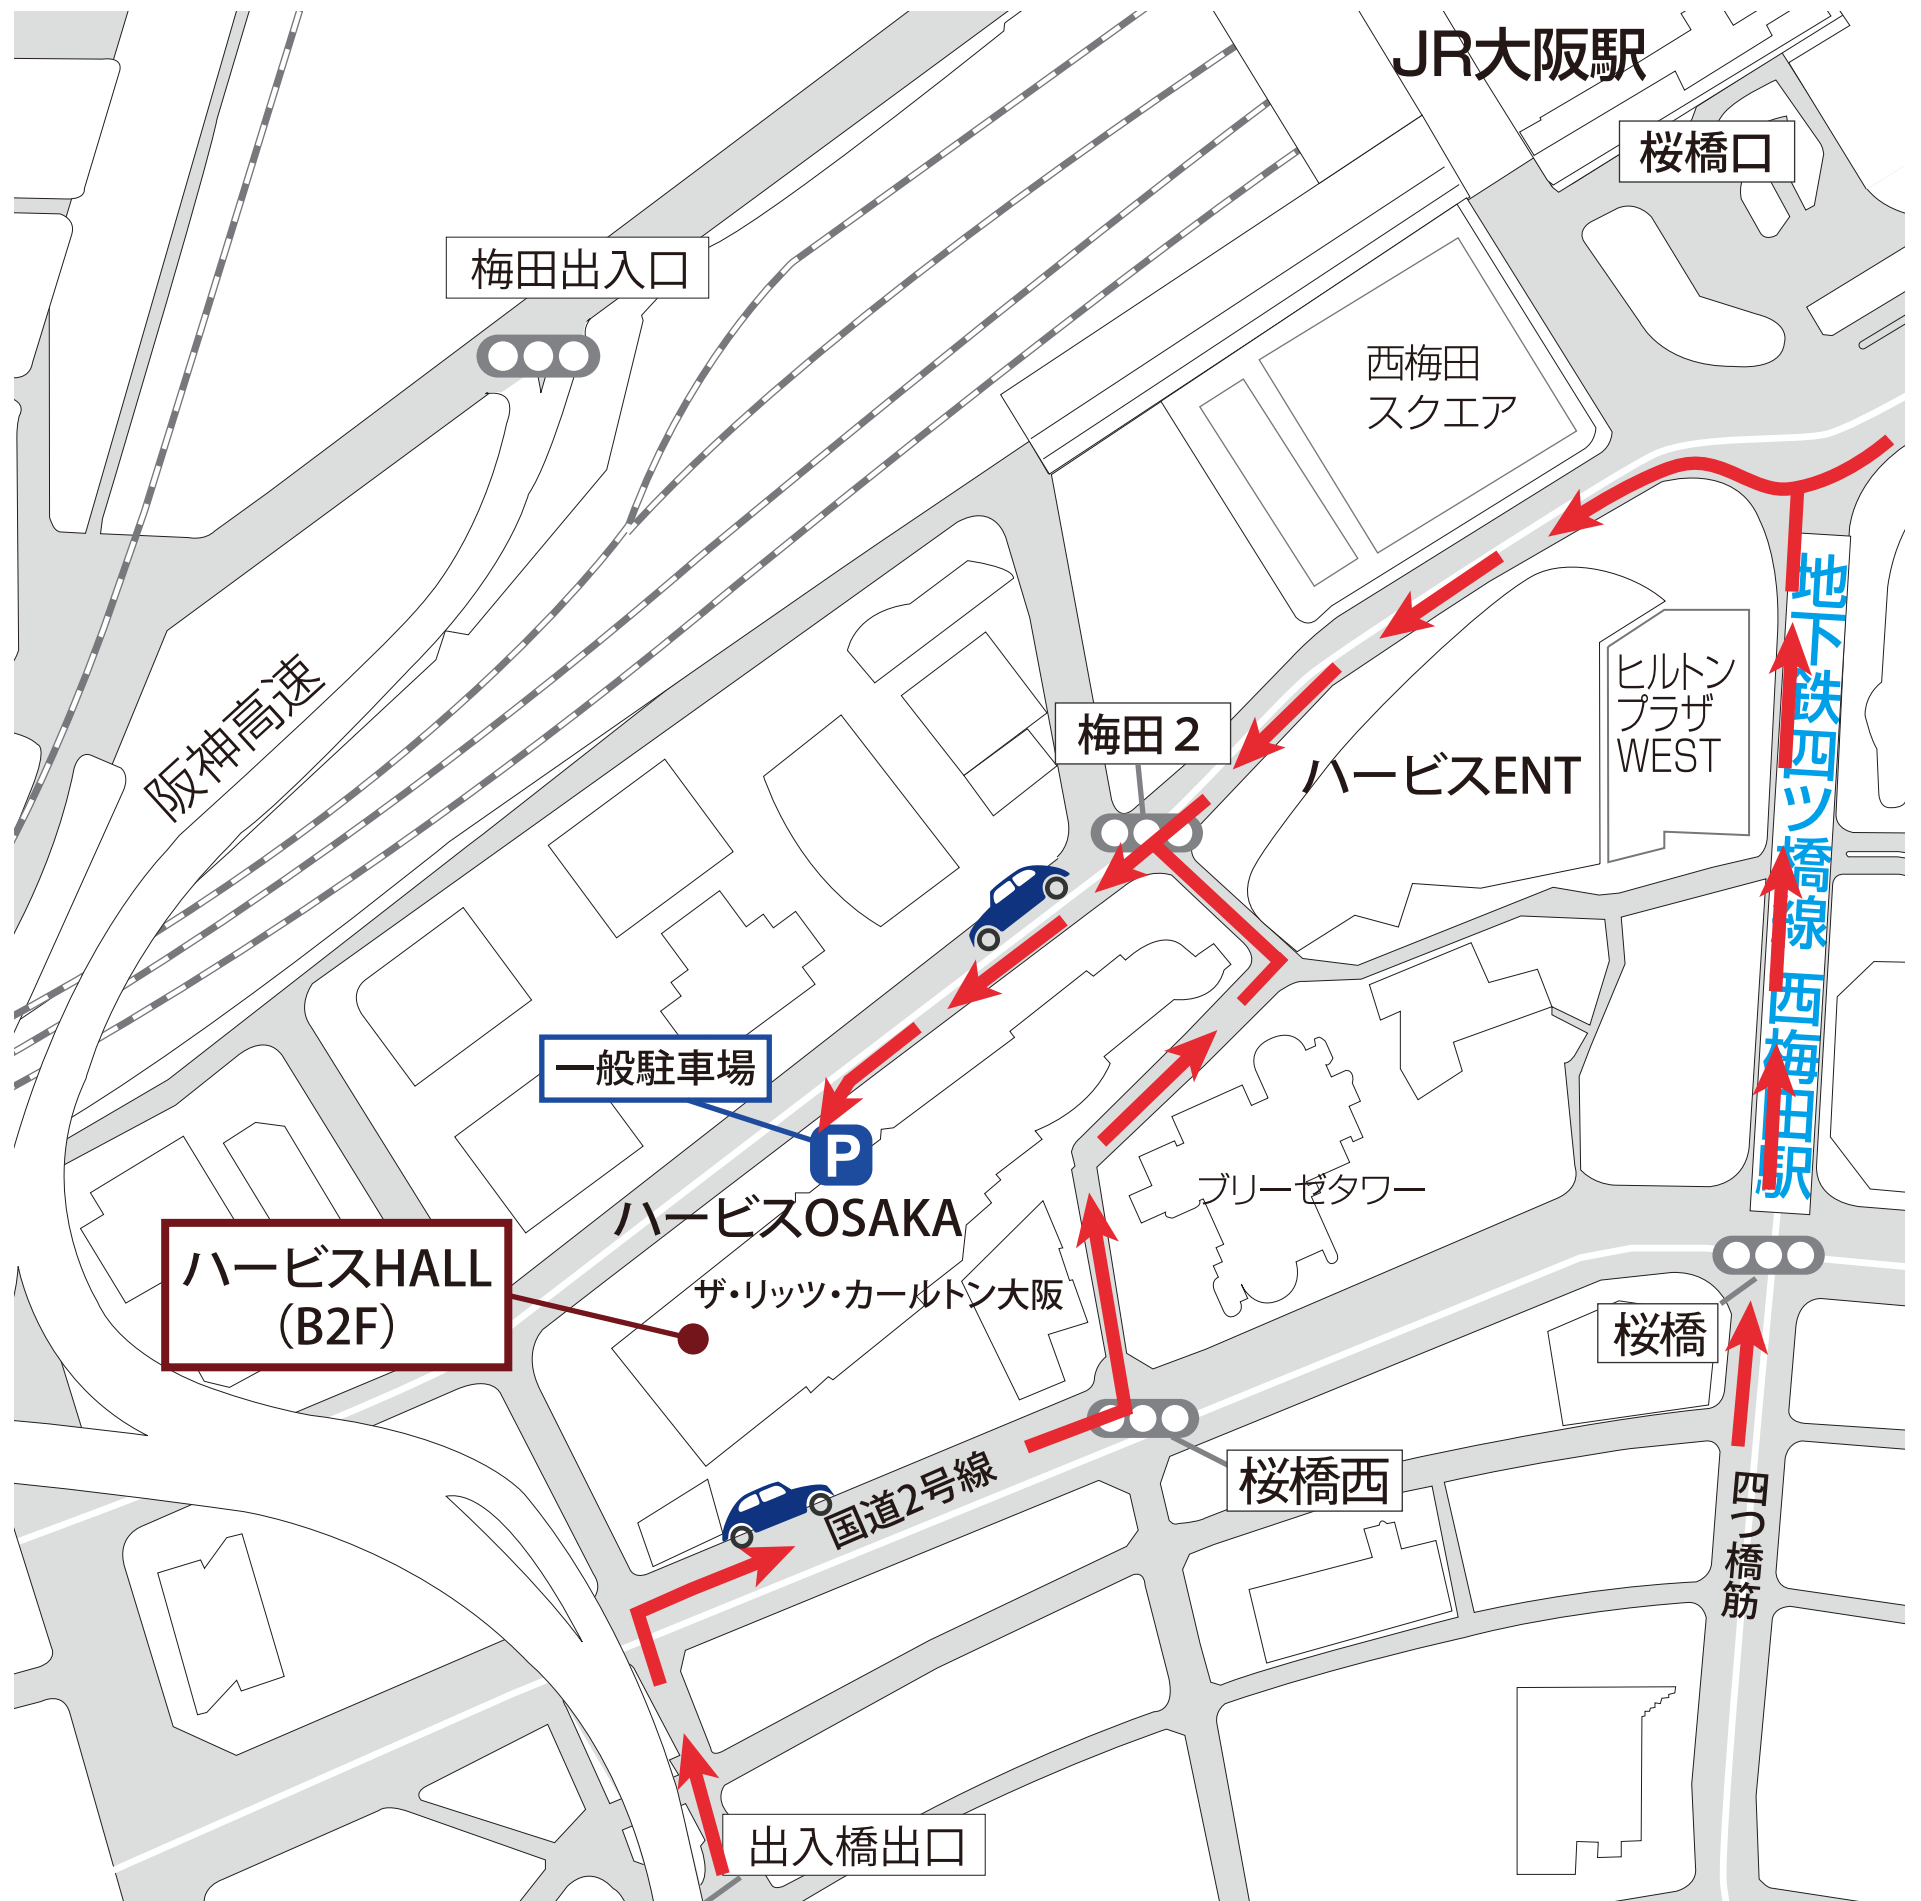 JR大阪駅
桜橋口
梅田出入口
西梅田
スクエア
阪神高速
地下鉄四ツ橋線 西梅田駅
ヒルトン
プラザ
WEST
梅田2
ハービスENT
一般駐車場
P
ハービスOSAKA
ブリーゼタワー
ハービスHALL
（B2F）
ザ・リッツ・カールトン大阪
桜橋
桜橋西
国道2号線
四つ橋筋
出入橋出口